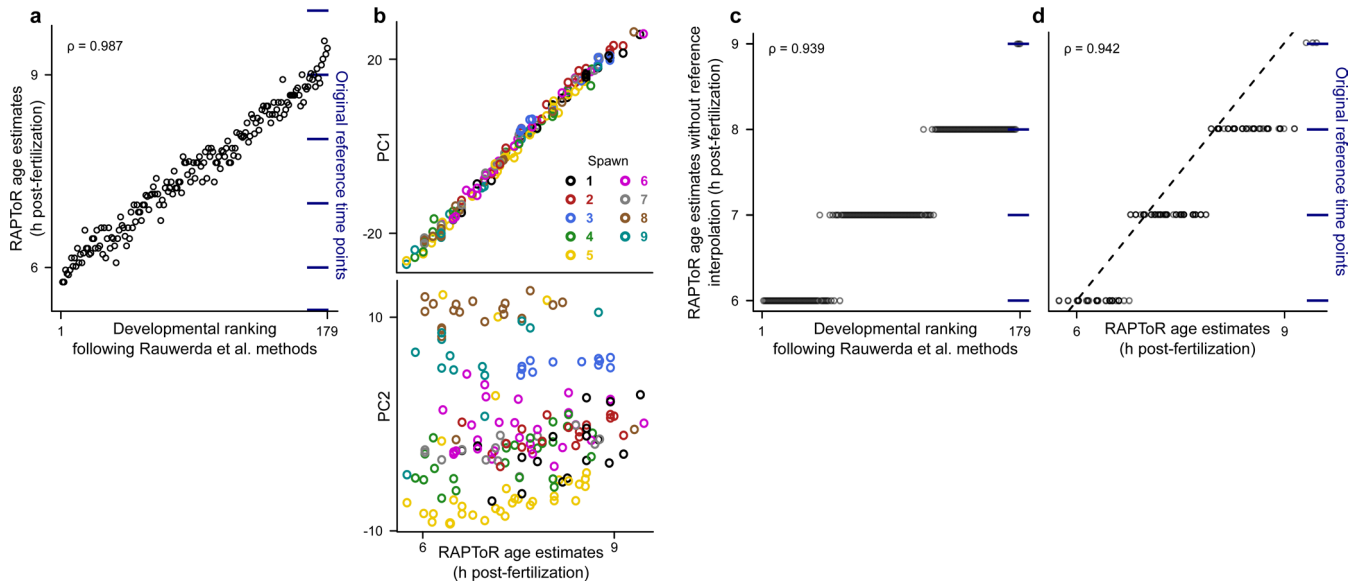 a
ρ = 0.987
RAPToR age estimates
(h post-fertilization)
9
6
1
179
Developmental ranking
following Rauwerda et al. methods
Original reference time points
b
PC1
20
-20
Spawn
1
2
3
4
5
6
7
8
9
PC2
10
-10
6
9
RAPToR age estimates
(h post-fertilization)
c
ρ = 0.939
RAPToR age estimates without reference
interpolation (h post-fertilization)
9
8
7
6
1
179
Developmental ranking
following Rauwerda et al. methods
d
ρ = 0.942
6
9
RAPToR age estimates
(h post-fertilization)
Original reference time points